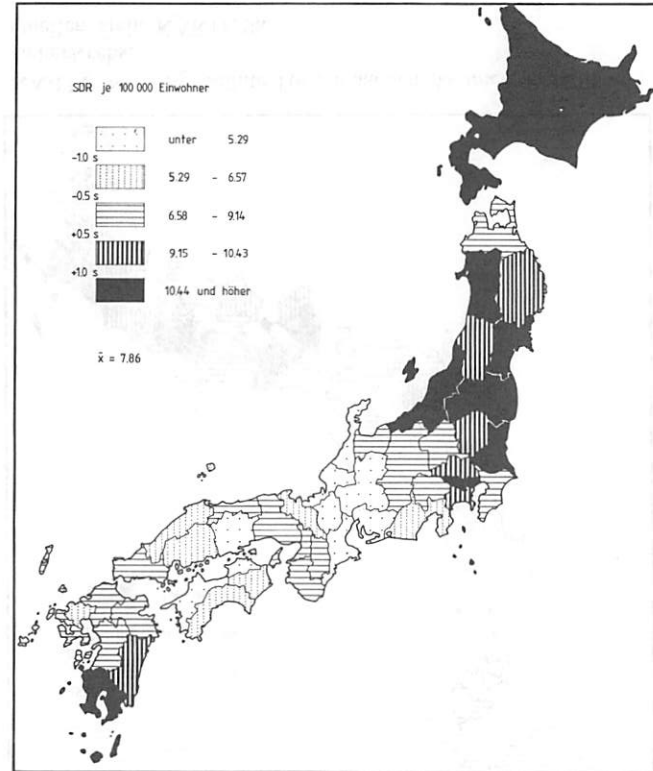 SDR je 100 000 Einwohner
unter 5.29
-1.0 s
5.29 - 6.57
-0.5 s
6.58 - 9.14
+0.5 s
9.15 - 10.43
+1.0 s
10.44 und höher
x̄ = 7.86